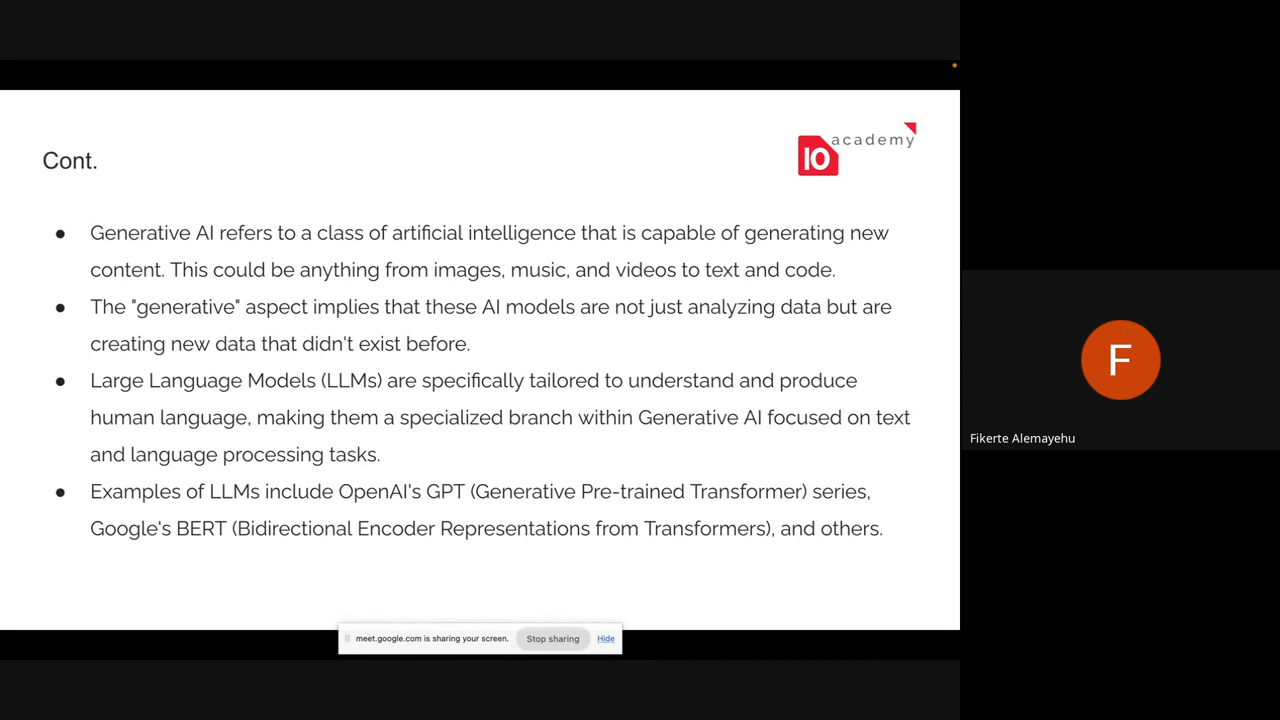 Cont.
10 academy
● Generative AI refers to a class of artificial intelligence that is capable of generating new
content. This could be anything from images, music, and videos to text and code.
● The "generative" aspect implies that these AI models are not just analyzing data but are
creating new data that didn't exist before.
● Large Language Models (LLMs) are specifically tailored to understand and produce
human language, making them a specialized branch within Generative AI focused on text
and language processing tasks.
● Examples of LLMs include OpenAI's GPT (Generative Pre-trained Transformer) series,
Google's BERT (Bidirectional Encoder Representations from Transformers), and others.
meet.google.com is sharing your screen. Stop sharing Hide
F
Fikerte Alemayehu